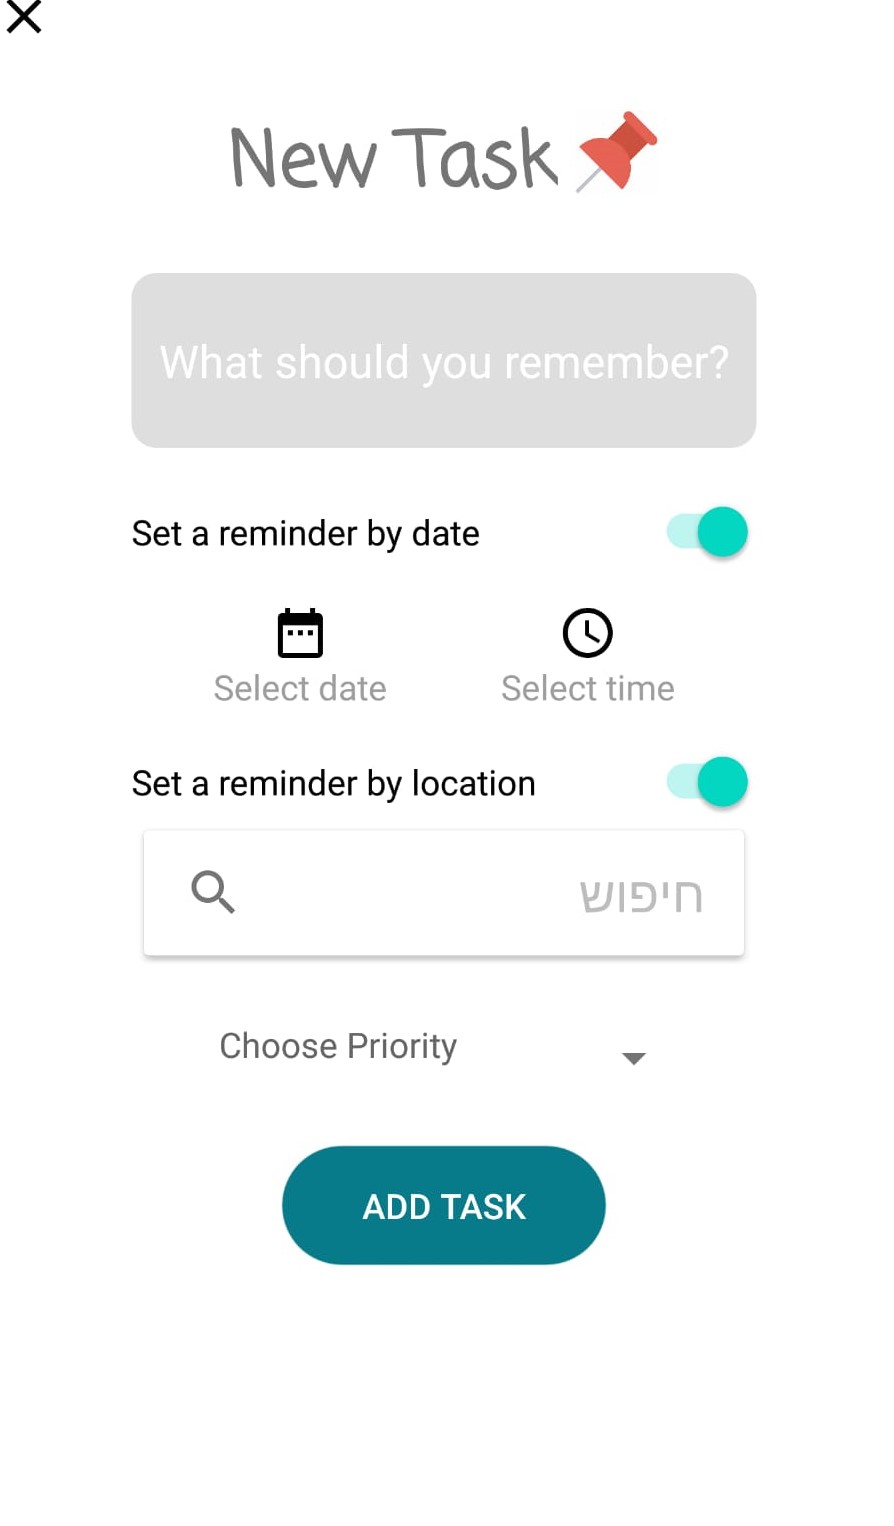 New Task
What should you remember?
Set a reminder by date
Select date
Select time
Set a reminder by location
חיפוש
Choose Priority
ADD TASK